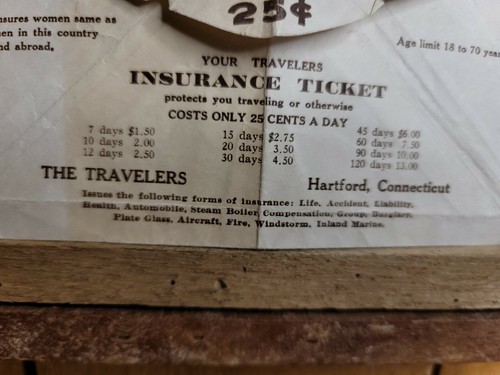 25¢
nsures women same as
en in this country
nd abroad.
Age limit 18 to 70 year
YOUR TRAVELERS
INSURANCE TICKET
protects you traveling or otherwise
COSTS ONLY 25 CENTS A DAY
7 days $1.50
10 days 2.00
12 days 2.50
15 days $2.75
20 days 3.50
30 days 4.50
45 days $6.00
60 days 7.50
90 days 10.00
120 days 13.00
THE TRAVELERS
Hartford, Connecticut
Issues the following forms of insurance: Life, Accident, Liability,
Health, Automobile, Steam Boiler, Compensation, Group, Burglary,
Plate Glass, Aircraft, Fire, Windstorm, Inland Marine.